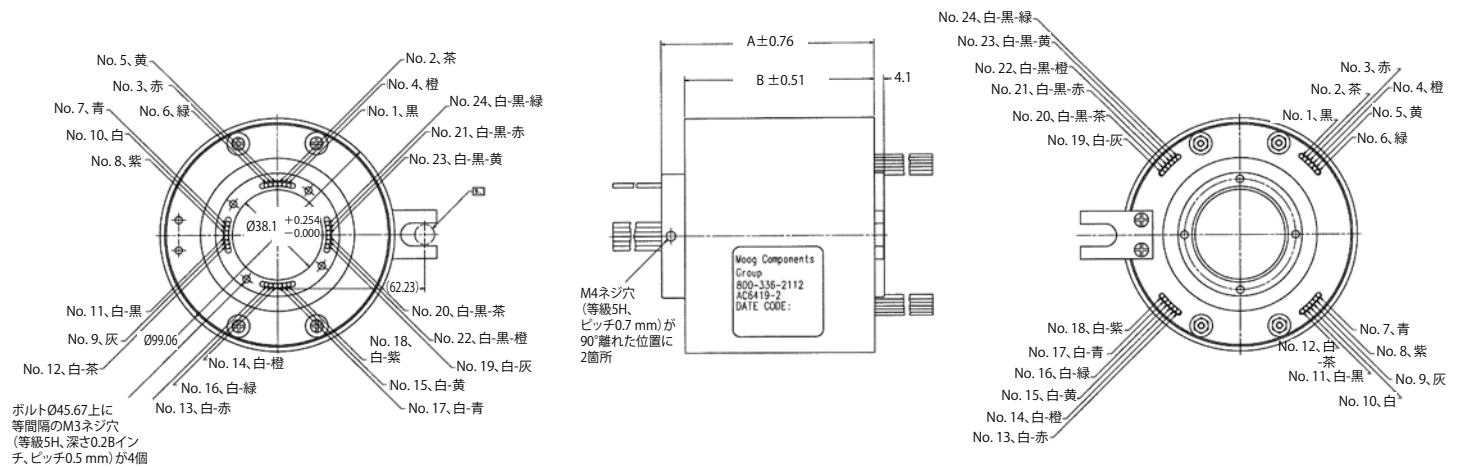 No. 5、黄
No. 3、赤
No. 7、青
No. 6、緑
No. 10、白
No. 8、紫
No. 2、茶
No. 4、橙
No. 1、黒
No. 24、白-黒-緑
No. 21、白-黒-赤
No. 23、白-黒-黄
Ø38.1
+0.254
−0.000
(62.23)
No. 11、白-黒
No. 9、灰
Ø99.06
No. 12、白-茶
No. 14、白-橙
No. 16、白-緑
No. 13、白-赤
No. 18、
白-紫
No. 20、白-黒-茶
No. 22、白-黒-橙
No. 19、白-灰
No. 15、白-黄
No. 17、白-青
ボルトØ45.67上に
等間隔のM3ネジ穴
（等級5H、深さ0.2Bイン
チ、ピッチ0.5 mm）が4個
A±0.76
B ±0.51
4.1
Moog Components
Group
800-336-2112
AC6419-2
DATE CODE:
M4ネジ穴
（等級5H、
ピッチ0.7 mm）が
90°離れた位置に
2箇所
No. 24、白-黒-緑
No. 23、白-黒-黄
No. 22、白-黒-橙
No. 21、白-黒-赤
No. 20、白-黒-茶
No. 19、白-灰
No. 3、赤
No. 2、茶
No. 4、橙
No. 1、黒
No. 5、黄
No. 6、緑
No. 18、白-紫
No. 17、白-青
No. 16、白-緑
No. 15、白-黄
No. 14、白-橙
No. 13、白-赤
No. 7、青
No. 12、白
-茶
No. 8、紫
No. 11、白-黒
No. 9、灰
No. 10、白